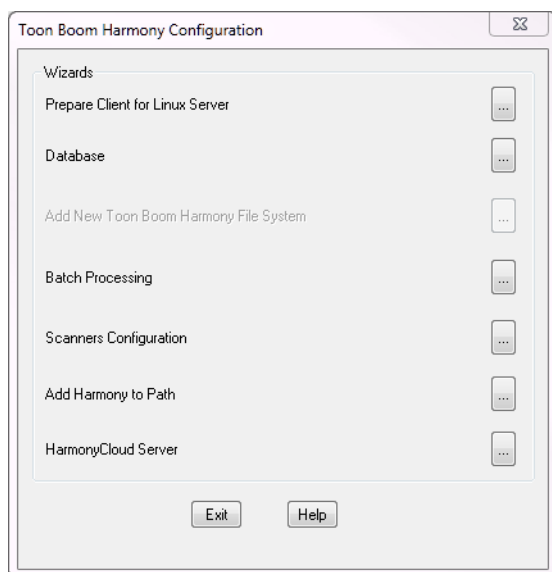 Toon Boom Harmony Configuration
Wizards
Prepare Client for Linux Server
...
Database
...
Add New Toon Boom Harmony File System
...
Batch Processing
...
Scanners Configuration
...
Add Harmony to Path
...
HarmonyCloud Server
...
Exit
Help